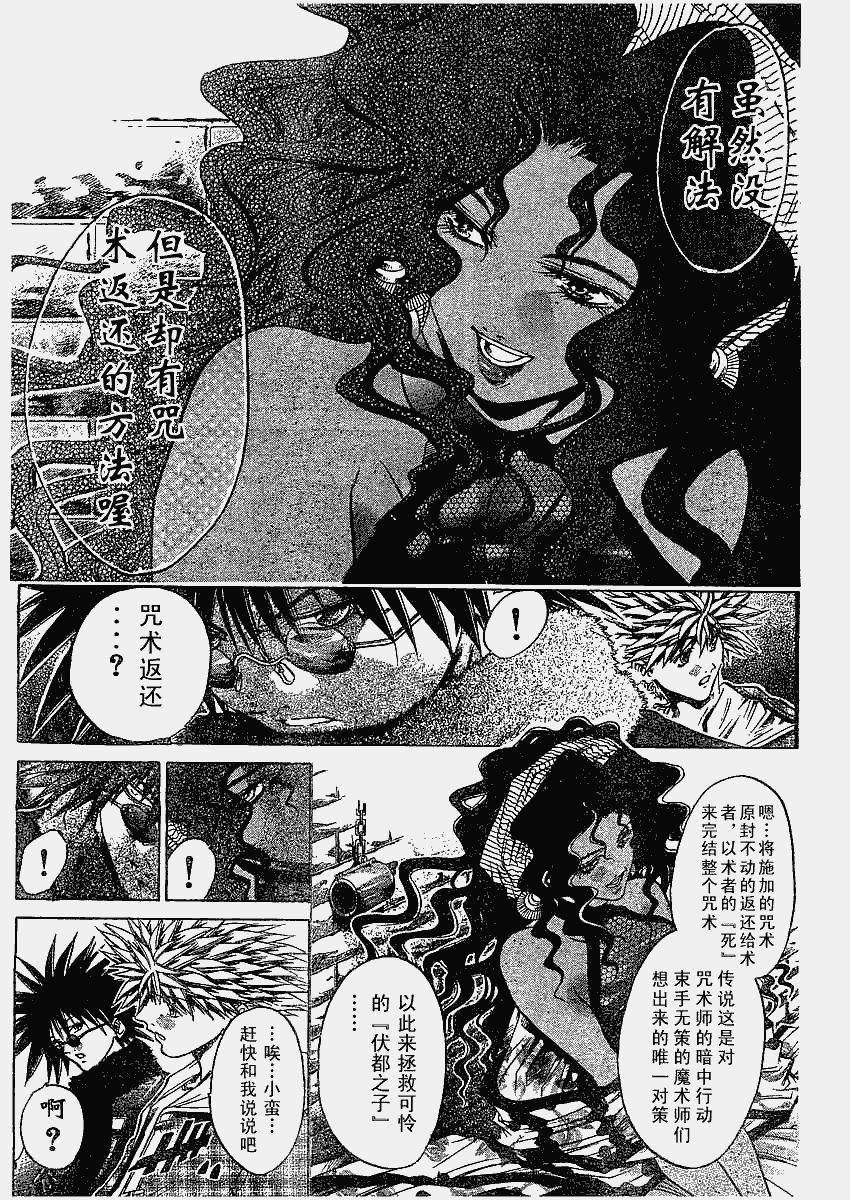 虽然没
有解法
但是却有咒
术返还的方法喔
！
咒术返还
····？
！
！
嗯…将施加的咒术
原封不动的返还给术
者，以术者的『死』
来完结整个咒术
传说这是对
咒术师的暗中行动
束手无策的魔术师们
想出来的唯一对策
以此来拯救可怜
的『伏都之子』
……
…唉…小蛮…
赶快和我说说吧
啊？